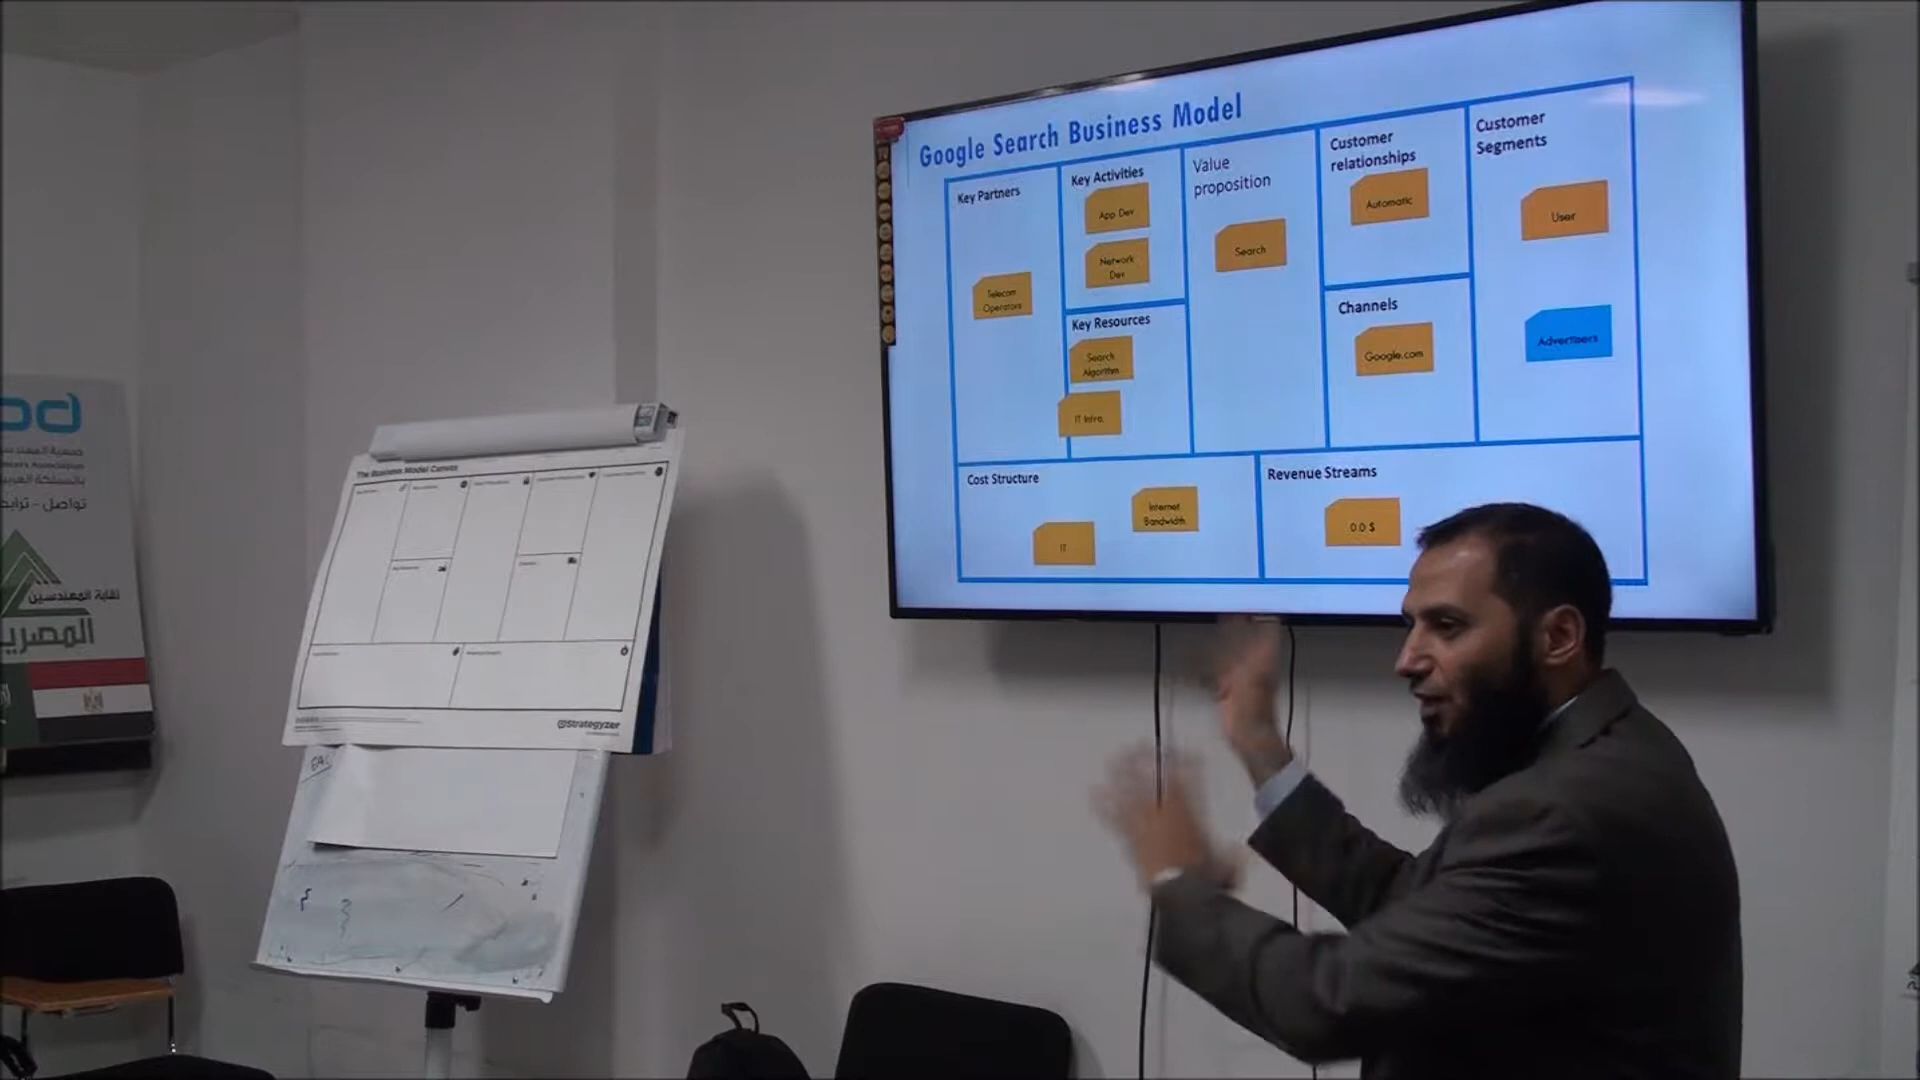 Google Search Business Model
Key Partners
Telecom
Operators
Key Activities
App Dev
Network
Dev
Key Resources
Search
Algorithm
IT Infra.
Value
proposition
Search
Customer
relationships
Automatic
Channels
Google.com
Customer
Segments
User
Advertisers
Cost Structure
IT
Internet
Bandwidth
Revenue Streams
0.0 $
The Business Model Canvas
Strategyzer
تواصل
نقابة المهندسين